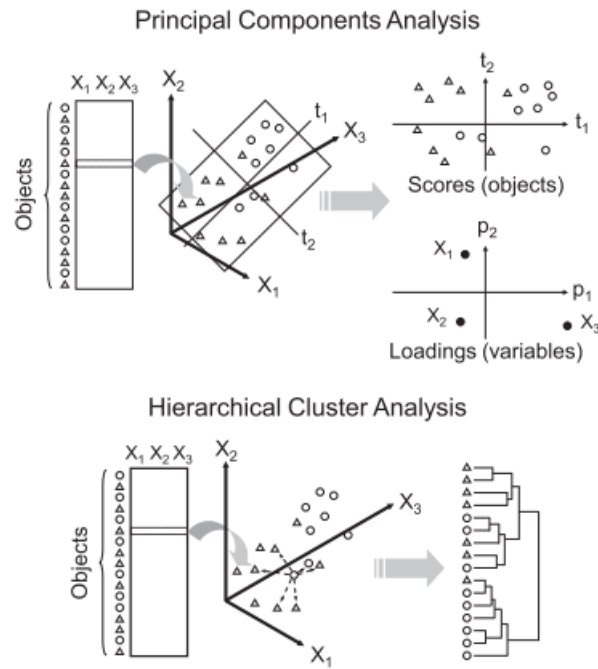 Principal Components Analysis
X₁ X₂ X₃
Objects
X₂
t₁
X₃
t₂
X₁
t₂
t₁
Scores (objects)
p₂
X₁
p₁
X₂
X₃
Loadings (variables)
Hierarchical Cluster Analysis
X₁ X₂ X₃
Objects
X₂
X₃
X₁